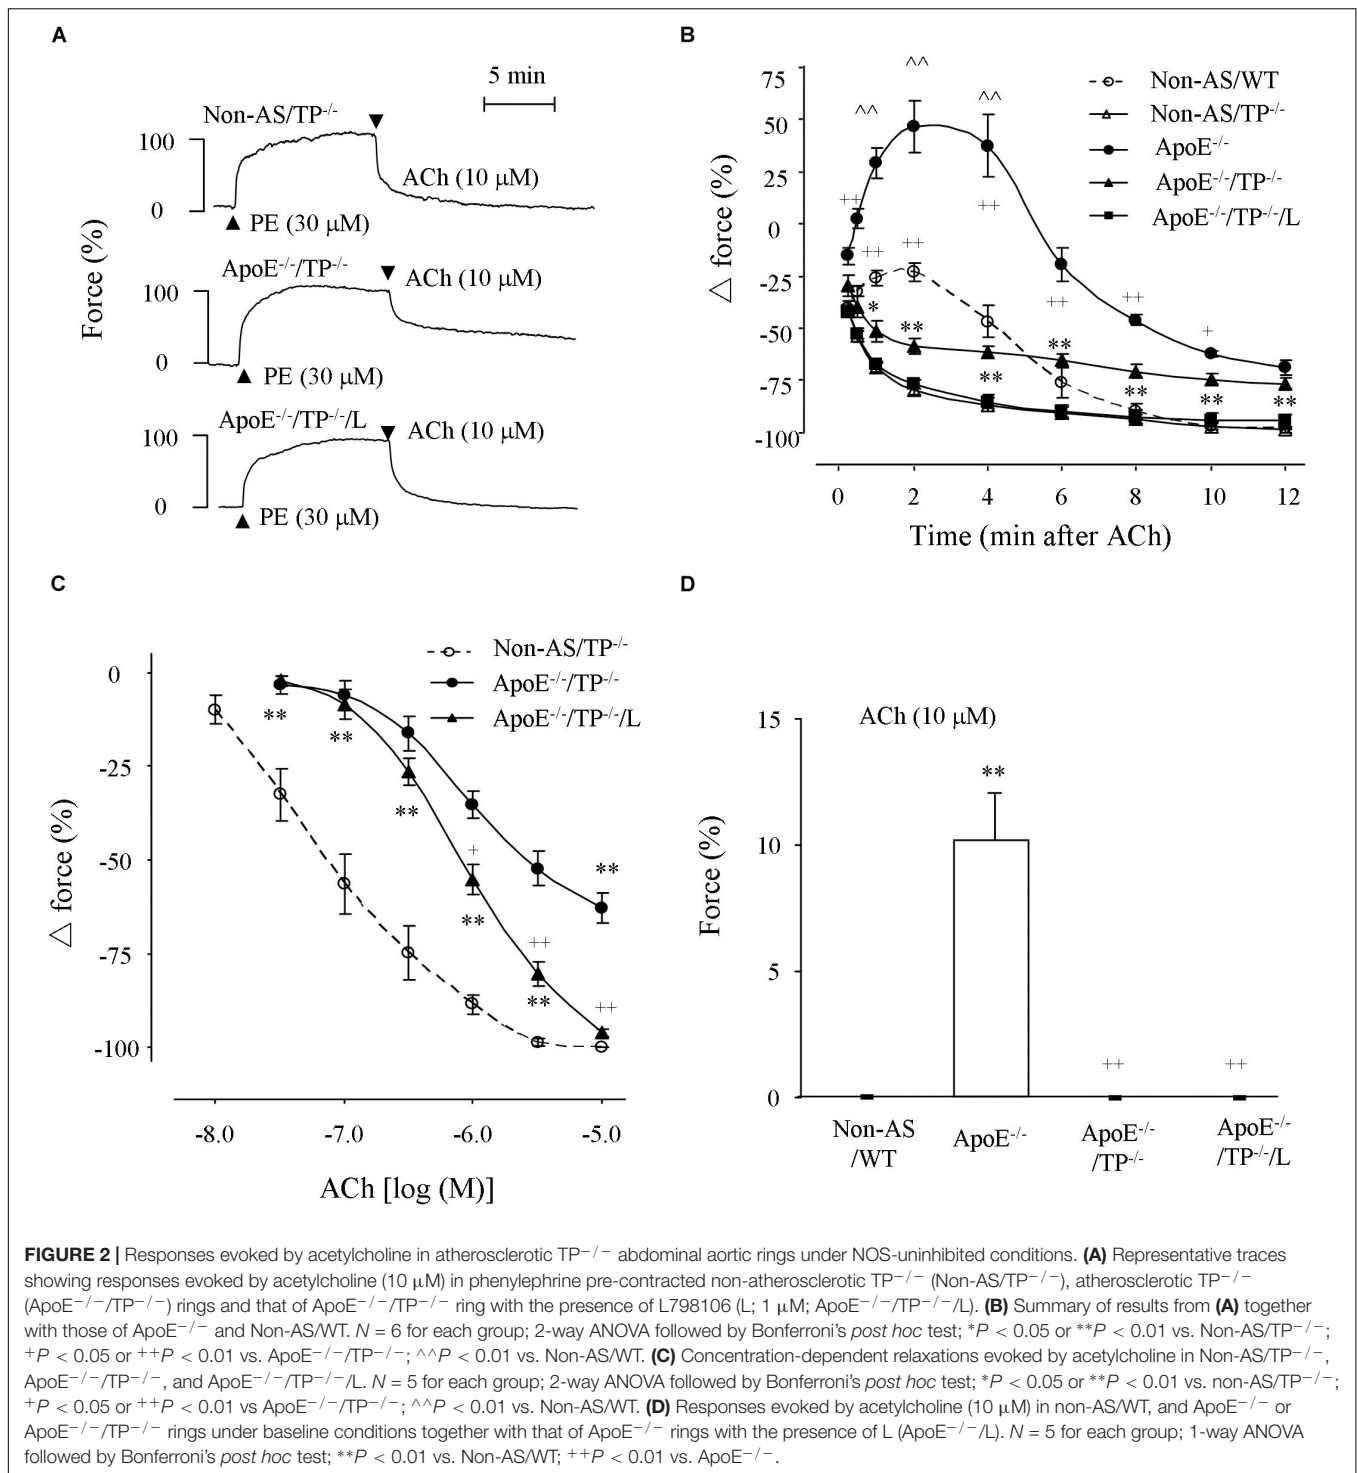 A
5 min
Non-AS/TP-/-
100
0
ACh (10 μM)
PE (30 μM)
ApoE-/-/TP-/-
100
0
ACh (10 μM)
PE (30 μM)
ApoE-/-/TP-/-/L
100
0
ACh (10 μM)
PE (30 μM)
Force (%)
B
75
50
25
0
-25
-50
-75
-100
△ force (%)
Non-AS/WT
Non-AS/TP-/-
ApoE-/-
ApoE-/-/TP-/-
ApoE-/-/TP-/-/L
^^
^^
^^
++
++
++
++
++
++
+
*
**
**
**
**
**
**
0 2 4 6 8 10 12
Time (min after ACh)
C
Non-AS/TP-/-
ApoE-/-/TP-/-
ApoE-/-/TP-/-/L
0
-25
-50
-75
-100
△ force (%)
**
**
**
**
**
**
+
++
++
-8.0 -7.0 -6.0 -5.0
ACh [log (M)]
D
ACh (10 μM)
15
10
5
0
Force (%)
**
++
++
Non-AS
/WT
ApoE-/-
ApoE-/-
/TP-/-
ApoE-/-
/TP-/-/L
FIGURE 2 | Responses evoked by acetylcholine in atherosclerotic TP−/− abdominal aortic rings under NOS-uninhibited conditions. (A) Representative traces
showing responses evoked by acetylcholine (10 μM) in phenylephrine pre-contracted non-atherosclerotic TP−/− (Non-AS/TP−/−), atherosclerotic TP−/−
(ApoE−/−/TP−/−) rings and that of ApoE−/−/TP−/− ring with the presence of L798106 (L; 1 μM; ApoE−/−/TP−/−/L). (B) Summary of results from (A) together
with those of ApoE−/− and Non-AS/WT. N = 6 for each group; 2-way ANOVA followed by Bonferroni's post hoc test; *P < 0.05 or **P < 0.01 vs. Non-AS/TP−/−;
+P < 0.05 or ++P < 0.01 vs. ApoE−/−/TP−/−; ^^P < 0.01 vs. Non-AS/WT. (C) Concentration-dependent relaxations evoked by acetylcholine in Non-AS/TP−/−,
ApoE−/−/TP−/−, and ApoE−/−/TP−/−/L. N = 5 for each group; 2-way ANOVA followed by Bonferroni's post hoc test; *P < 0.05 or **P < 0.01 vs. non-AS/TP−/−;
+P < 0.05 or ++P < 0.01 vs ApoE−/−/TP−/−; ^^P < 0.01 vs. Non-AS/WT. (D) Responses evoked by acetylcholine (10 μM) in non-AS/WT, and ApoE−/− or
ApoE−/−/TP−/− rings under baseline conditions together with that of ApoE−/− rings with the presence of L (ApoE−/−/L). N = 5 for each group; 1-way ANOVA
followed by Bonferroni's post hoc test; **P < 0.01 vs. Non-AS/WT; ++P < 0.01 vs. ApoE−/−.